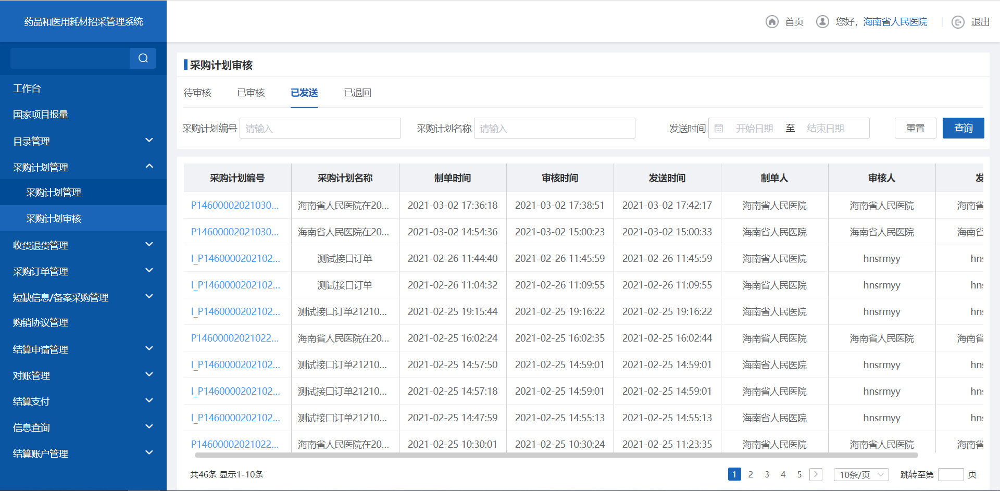 药品和医用耗材招采管理系统
首页 您好，海南省人民医院 退出
工作台
国家项目报量
目录管理
采购计划管理
采购计划管理
采购计划审核
收货退货管理
采购订单管理
短缺信息/备案采购管理
购销协议管理
结算申请管理
对账管理
结算支付
信息查询
结算账户管理
采购计划审核
待审核 已审核 已发送 已退回
采购计划编号 请输入 采购计划名称 请输入 发送时间 开始日期 至 结束日期 重置 查询
采购计划编号 采购计划名称 制单时间 审核时间 发送时间 制单人 审核人 发
P14600002021030... 海南省人民医院在20... 2021-03-02 17:36:18 2021-03-02 17:38:51 2021-03-02 17:42:17 海南省人民医院 海南省人民医院 海南省
P14600002021030... 海南省人民医院在20... 2021-03-02 14:54:36 2021-03-02 15:00:23 2021-03-02 15:00:33 海南省人民医院 海南省人民医院 海南省
I_P1460000202102... 测试接口订单 2021-02-26 11:44:40 2021-02-26 11:45:59 2021-02-26 11:45:59 海南省人民医院 hnsrmyy hns
I_P1460000202102... 测试接口订单 2021-02-26 11:04:32 2021-02-26 11:09:55 2021-02-26 11:09:55 海南省人民医院 hnsrmyy hns
I_P1460000202102... 测试接口订单21210... 2021-02-25 19:15:44 2021-02-25 19:16:22 2021-02-25 19:16:22 海南省人民医院 hnsrmyy hns
P14600002021022... 海南省人民医院在20... 2021-02-25 16:02:24 2021-02-25 16:02:35 2021-02-25 16:02:44 海南省人民医院 海南省人民医院 海南省
I_P1460000202102... 测试接口订单21210... 2021-02-25 14:57:50 2021-02-25 14:59:01 2021-02-25 14:59:01 海南省人民医院 hnsrmyy hns
I_P1460000202102... 测试接口订单21210... 2021-02-25 14:57:18 2021-02-25 14:59:01 2021-02-25 14:59:01 海南省人民医院 hnsrmyy hns
I_P1460000202102... 测试接口订单21210... 2021-02-25 14:47:59 2021-02-25 14:55:13 2021-02-25 14:55:13 海南省人民医院 hnsrmyy hns
P14600002021022... 海南省人民医院在20... 2021-02-25 10:30:01 2021-02-25 10:30:24 2021-02-25 11:23:35 海南省人民医院 海南省人民医院 海南省
共46条 显示1-10条 1 2 3 4 5 10条/页 跳转至第 页